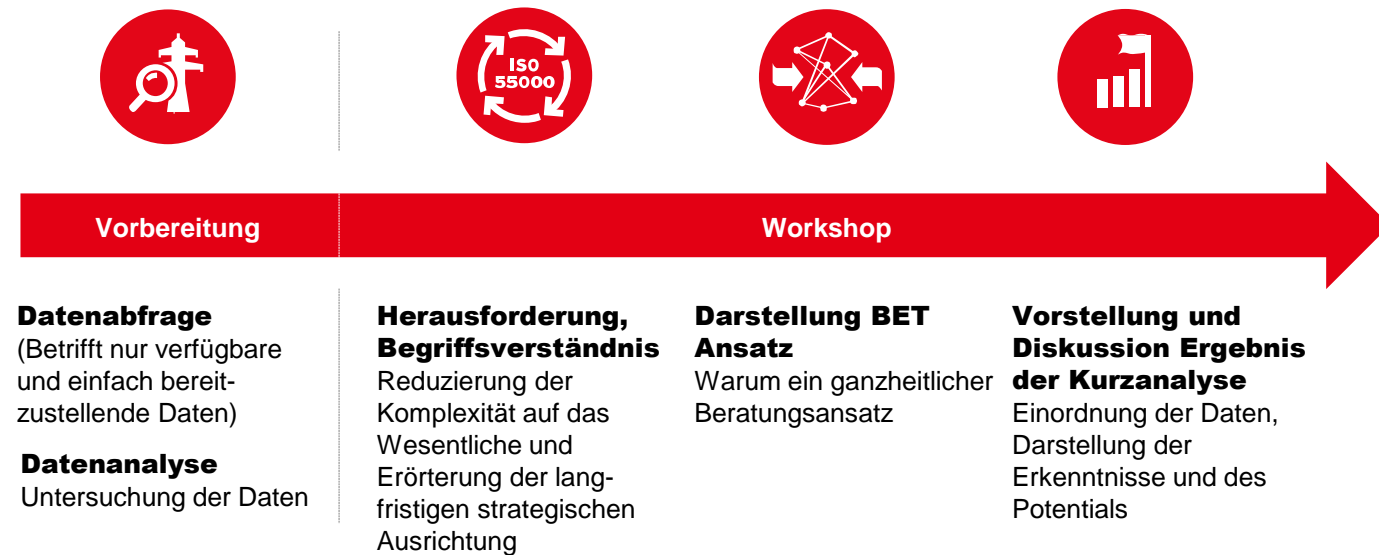 ISO
55000
Vorbereitung
Workshop
Datenabfrage
(Betrifft nur verfügbare
und einfach bereit-
zustellende Daten)
Datenanalyse
Untersuchung der Daten
Herausforderung,
Begriffsverständnis
Reduzierung der
Komplexität auf das
Wesentliche und
Erörterung der lang-
fristigen strategischen
Ausrichtung
Darstellung BET
Ansatz
Warum ein ganzheitlicher
Beratungsansatz
Vorstellung und
Diskussion Ergebnis
der Kurzanalyse
Einordnung der Daten,
Darstellung der
Erkenntnisse und des
Potentials